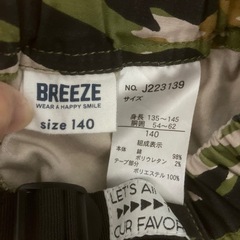 BREEZE
WEAR A HAPPY SMILE
size 140
NO. J223139
サイズ
身長 135~145
胴囲 54~62
140
組成表示
本体 綿 98%
ポリウレタン 2%
テープ部分
ポリエステル 100%
LET'S
OUR FAVOR